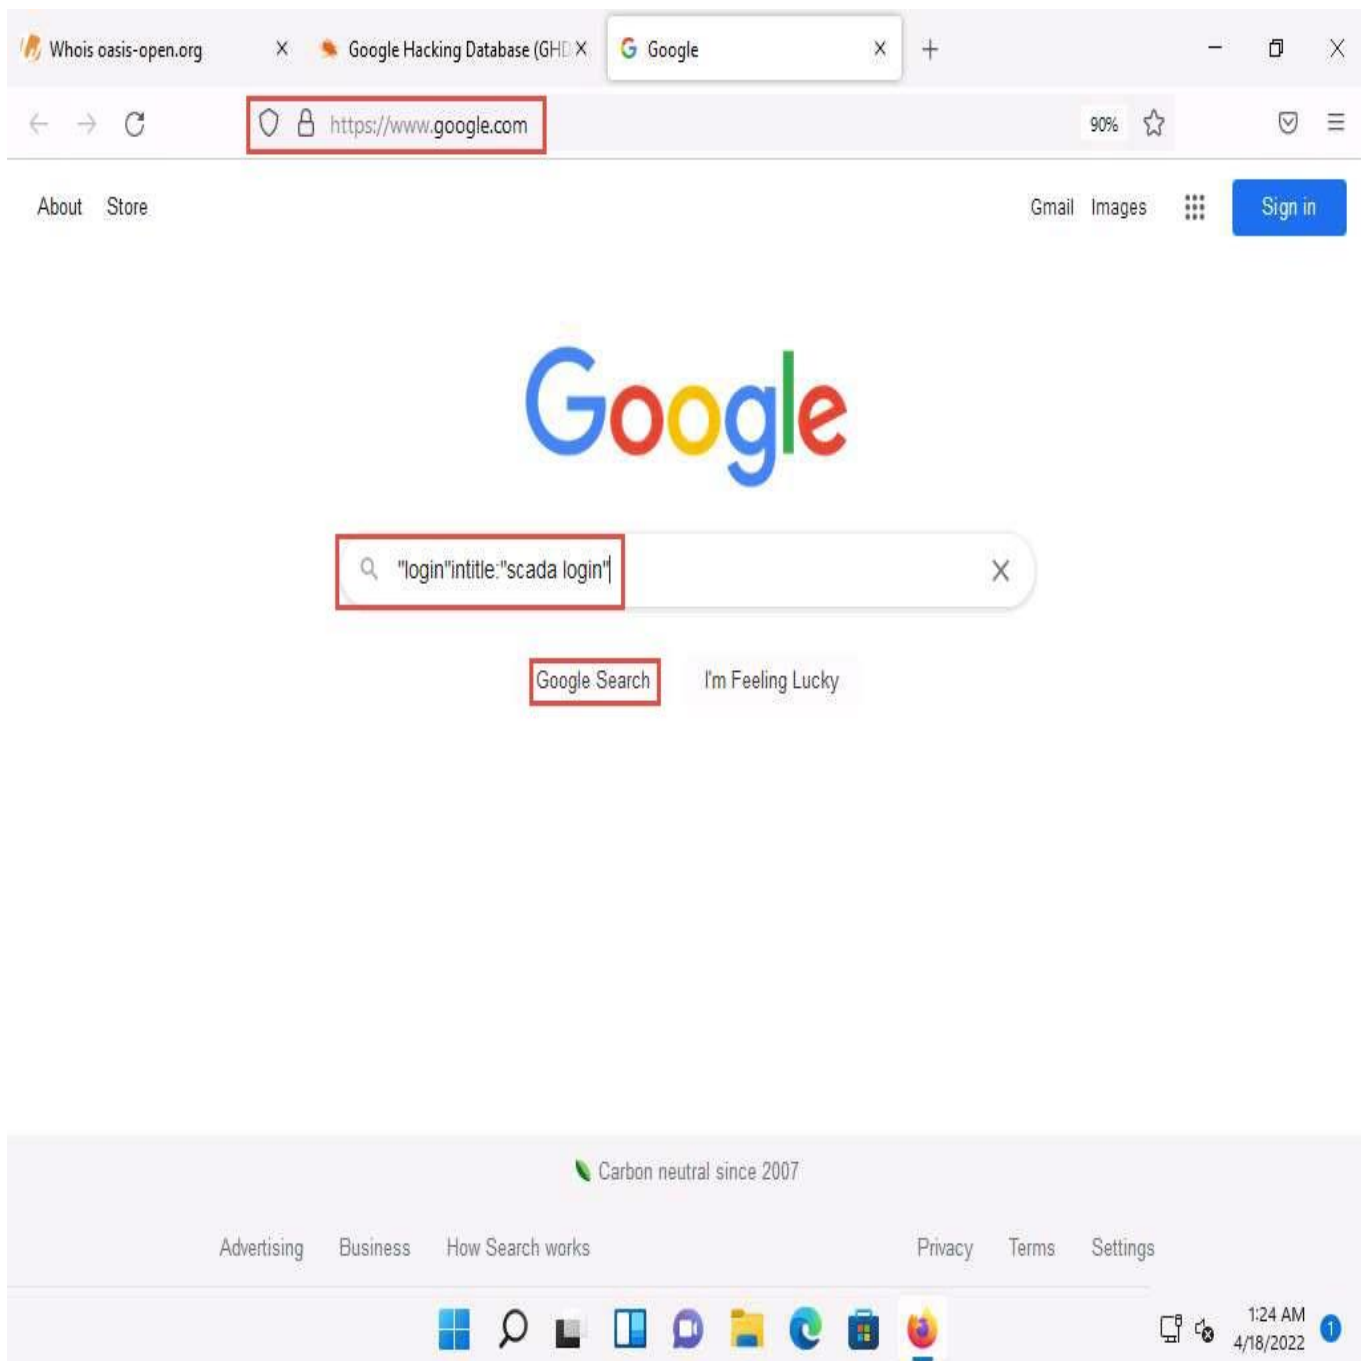 Whois oasis-open.org
Google Hacking Database (GHD
Google
https://www.google.com
90%
About Store
Gmail Images
Sign in
Google
"login"intitle:"scada login"
Google Search
I'm Feeling Lucky
Carbon neutral since 2007
Advertising Business How Search works
Privacy Terms Settings
1:24 AM
4/18/2022
1